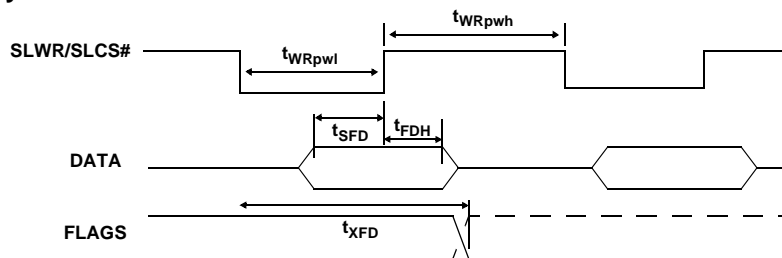 tWRpwh
SLWR/SLCS#
tWRpwl
tSFD
tFDH
DATA
FLAGS
tXFD